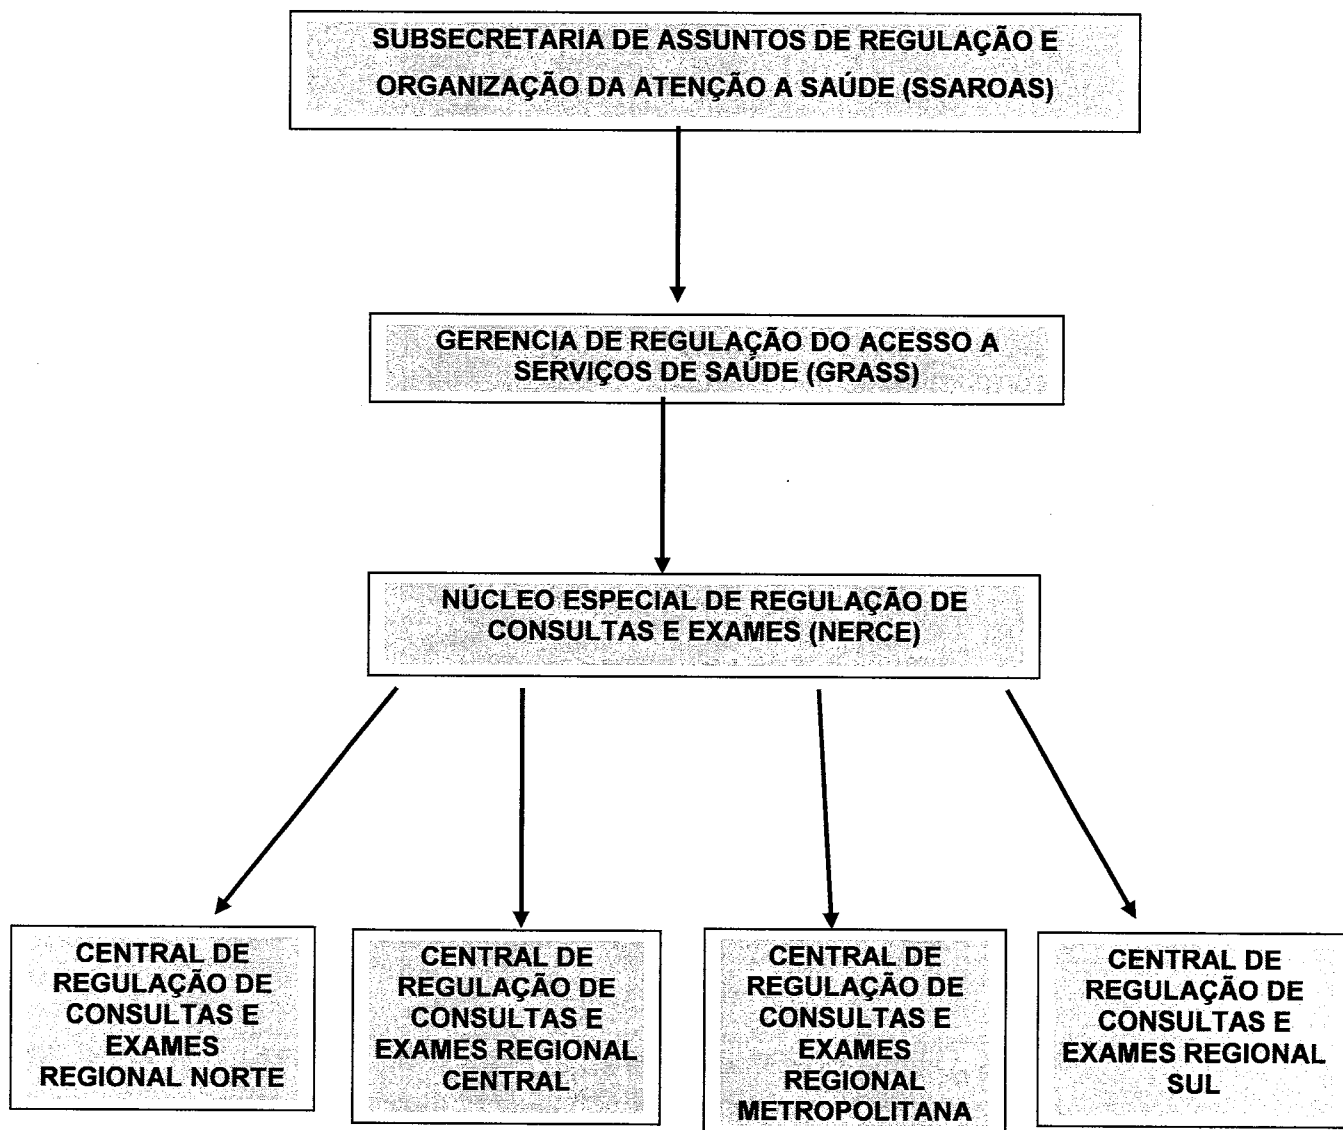 SUBSECRETARIA DE ASSUNTOS DE REGULAÇÃO E
ORGANIZAÇÃO DA ATENÇÃO A SAÚDE (SSAROAS)
GERENCIA DE REGULAÇÃO DO ACESSO A
SERVIÇOS DE SAÚDE (GRASS)
NÚCLEO ESPECIAL DE REGULAÇÃO DE
CONSULTAS E EXAMES (NERCE)
CENTRAL DE
REGULAÇÃO DE
CONSULTAS E
EXAMES
REGIONAL NORTE
CENTRAL DE
REGULAÇÃO DE
CONSULTAS E
EXAMES REGIONAL
CENTRAL
CENTRAL DE
REGULAÇÃO DE
CONSULTAS E
EXAMES
REGIONAL
METROPOLITANA
CENTRAL DE
REGULAÇÃO DE
CONSULTAS E
EXAMES REGIONAL
SUL